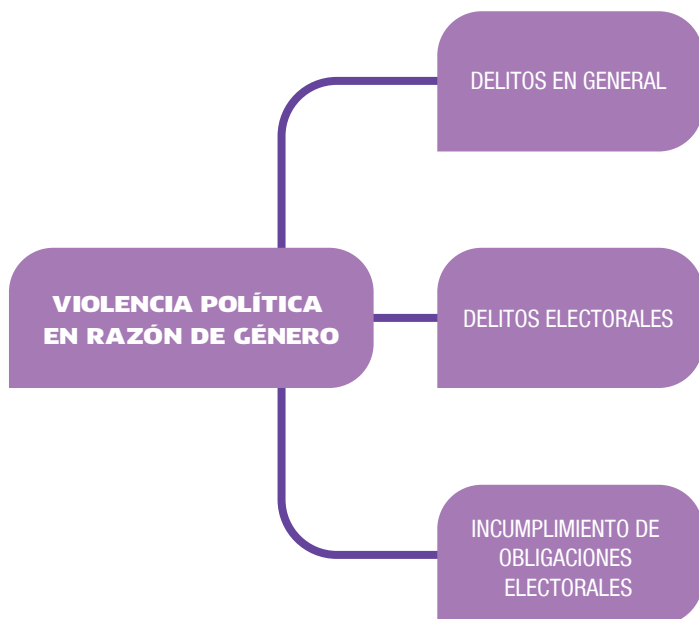 DELITOS EN GENERAL
VIOLENCIA POLÍTICA
EN RAZÓN DE GÉNERO
DELITOS ELECTORALES
INCUMPLIMIENTO DE
OBLIGACIONES
ELECTORALES